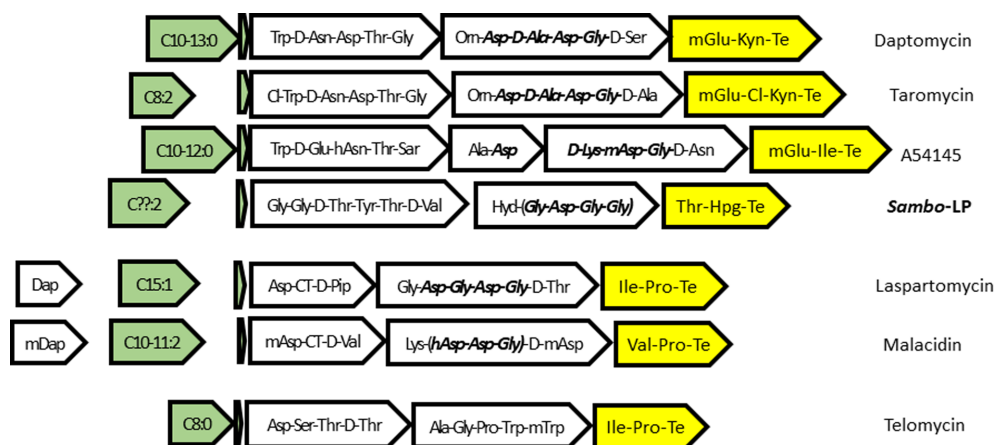 C10-13:0 Trp-D-Asn-Asp-Thr-Gly Orn-Asp-D-Ala-Asp-Gly-D-Ser mGlu-Kyn-Te Daptomycin
C8:2 Cl-Trp-D-Asn-Asp-Thr-Gly Orn-Asp-D-Ala-Asp-Gly-D-Ala mGlu-Cl-Kyn-Te Taromycin
C10-12:0 Trp-D-Glu-hAsn-Thr-Sar Ala-Asp D-Lys-mAsp-Gly-D-Asn mGlu-Ile-Te A54145
C??:2 Gly-Gly-D-Thr-Tyr-Thr-D-Val Hyd-(Gly-Asp-Gly-Gly) Thr-Hpg-Te Sambo-LP
Dap C15:1 Asp-CT-D-Pip Gly-Asp-Gly-Asp-Gly-D-Thr Ile-Pro-Te Laspartomycin
mDap C10-11:2 mAsp-CT-D-Val Lys-(hAsp-Asp-Gly)-D-mAsp Val-Pro-Te Malacidin
C8:0 Asp-Ser-Thr-D-Thr Ala-Gly-Pro-Trp-mTrp Ile-Pro-Te Telomycin